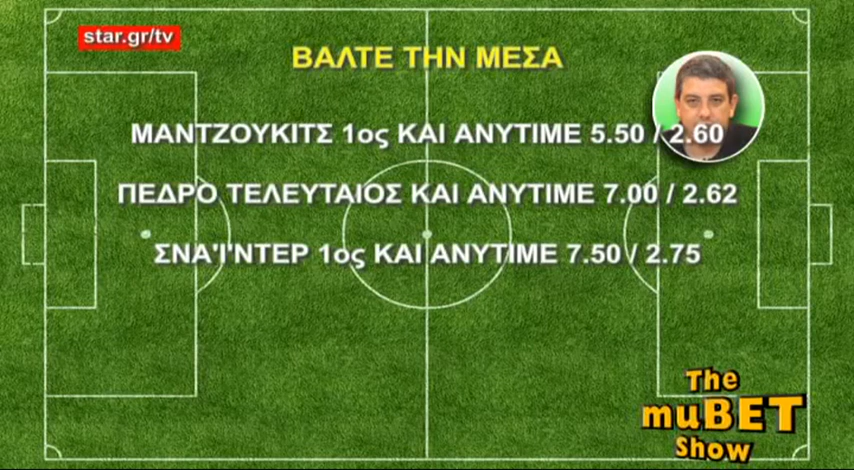 star.gr/tv
ΒΑΛΤΕ ΤΗΝ ΜΕΣΑ
ΜΑΝΤΖΟΥΚΙΤΣ 1ος ΚΑΙ ΑΝΥΤΙΜΕ 5.50 / 2.60
ΠΕΔΡΟ ΤΕΛΕΥΤΑΙΟΣ ΚΑΙ ΑΝΥΤΙΜΕ 7.00 / 2.62
ΣΝΑ'Ι'ΝΤΕΡ 1ος ΚΑΙ ΑΝΥΤΙΜΕ 7.50 / 2.75
The
muBET
Show